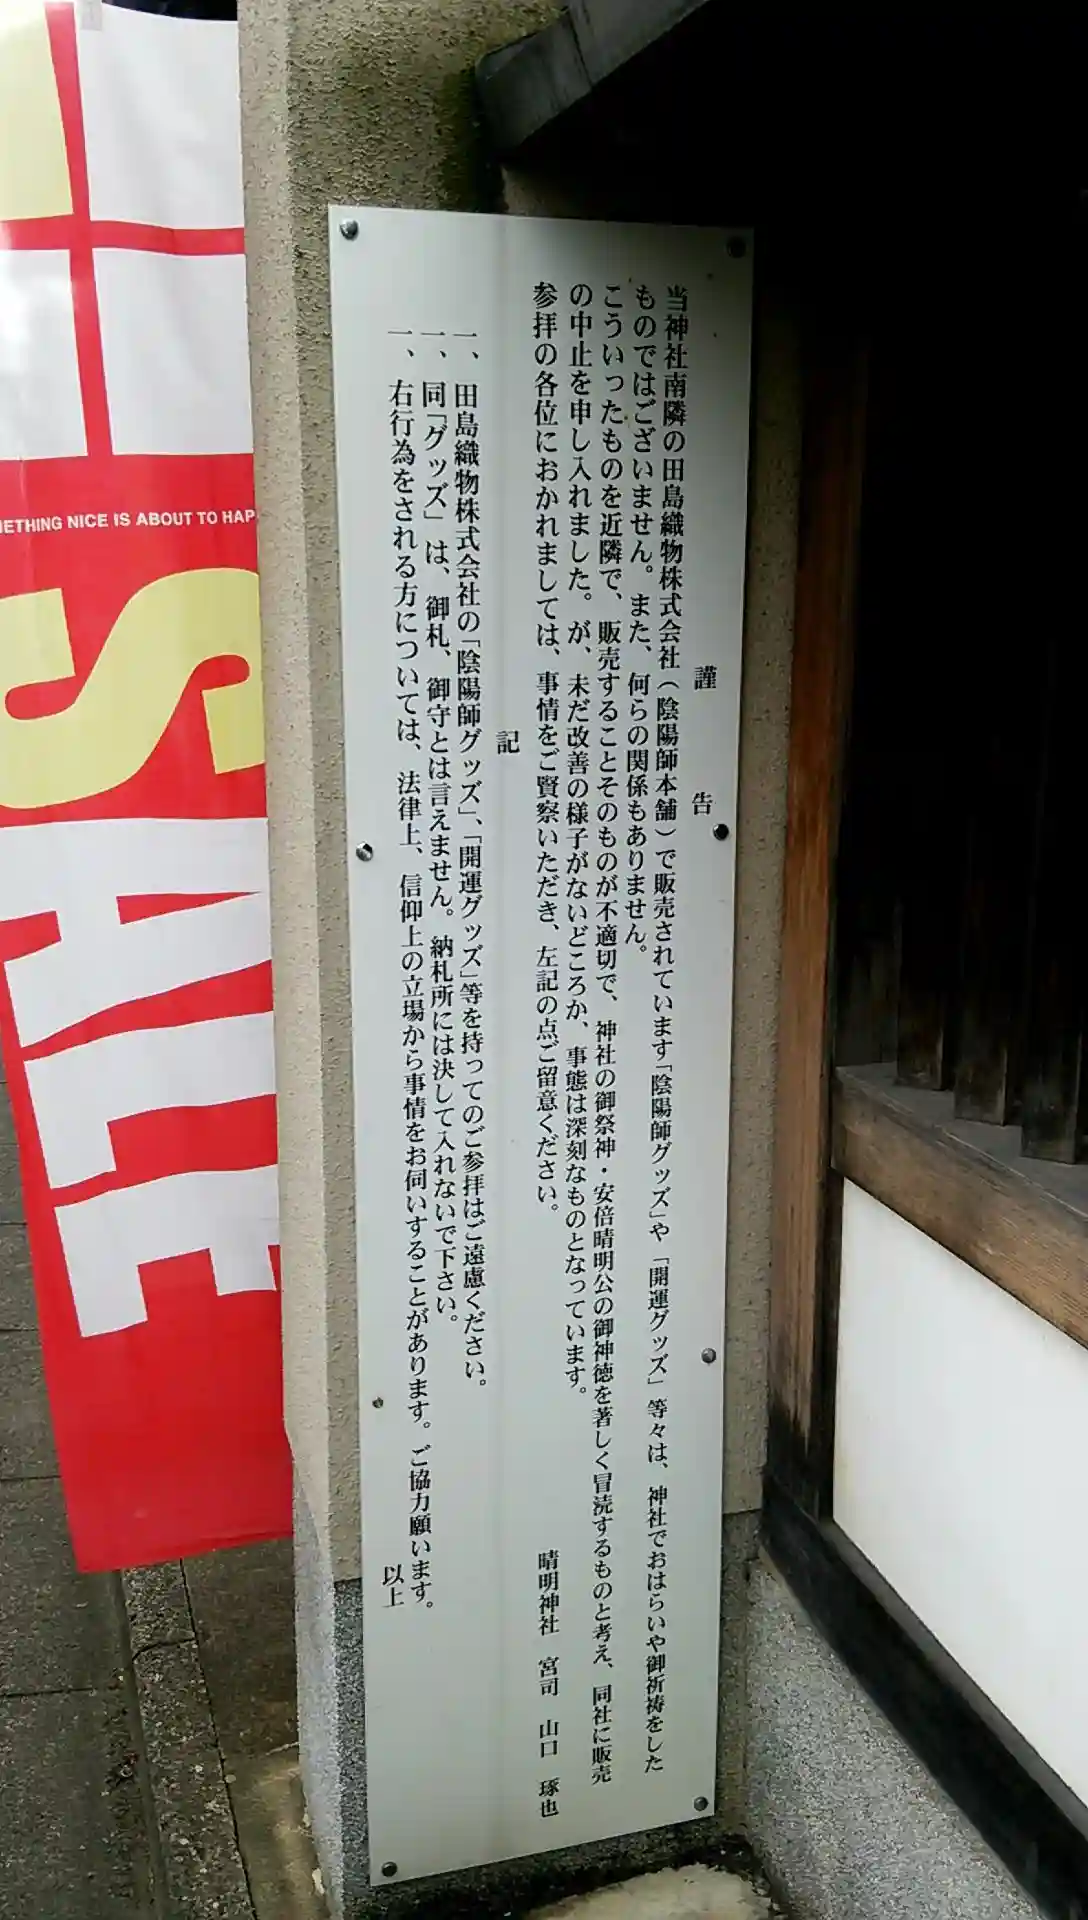 謹告
当神社南隣の田島織物株式会社（陰陽師本舗）で販売されています「陰陽師グッズ」や「開運グッズ」等々は、神社でおはらいや御祈祷をした
ものではございません。また、何らの関係もありません。
こういったものを近隣で、販売することそのものが不適切で、神社の御祭神・安倍晴明公の御神徳を著しく冒涜するものと考え、同社に販売
の中止を申し入れました。が、未だ改善の様子がないどころか、事態は深刻なものとなっています。
参拝の各位におかれましては、事情をご賢察いただき、左記の点ご留意ください。
晴明神社 宮司 山口 琢也
記
一、田島織物株式会社の「陰陽師グッズ」、「開運グッズ」等を持ってのご参拝はご遠慮ください。
一、同「グッズ」は、御札、御守とは言えません。納札所には決して入れないで下さい。
一、右行為をされる方については、法律上、信仰上の立場から事情をお伺いすることがあります。ご協力願います。
以上
METHING NICE IS ABOUT TO HAP
SALE